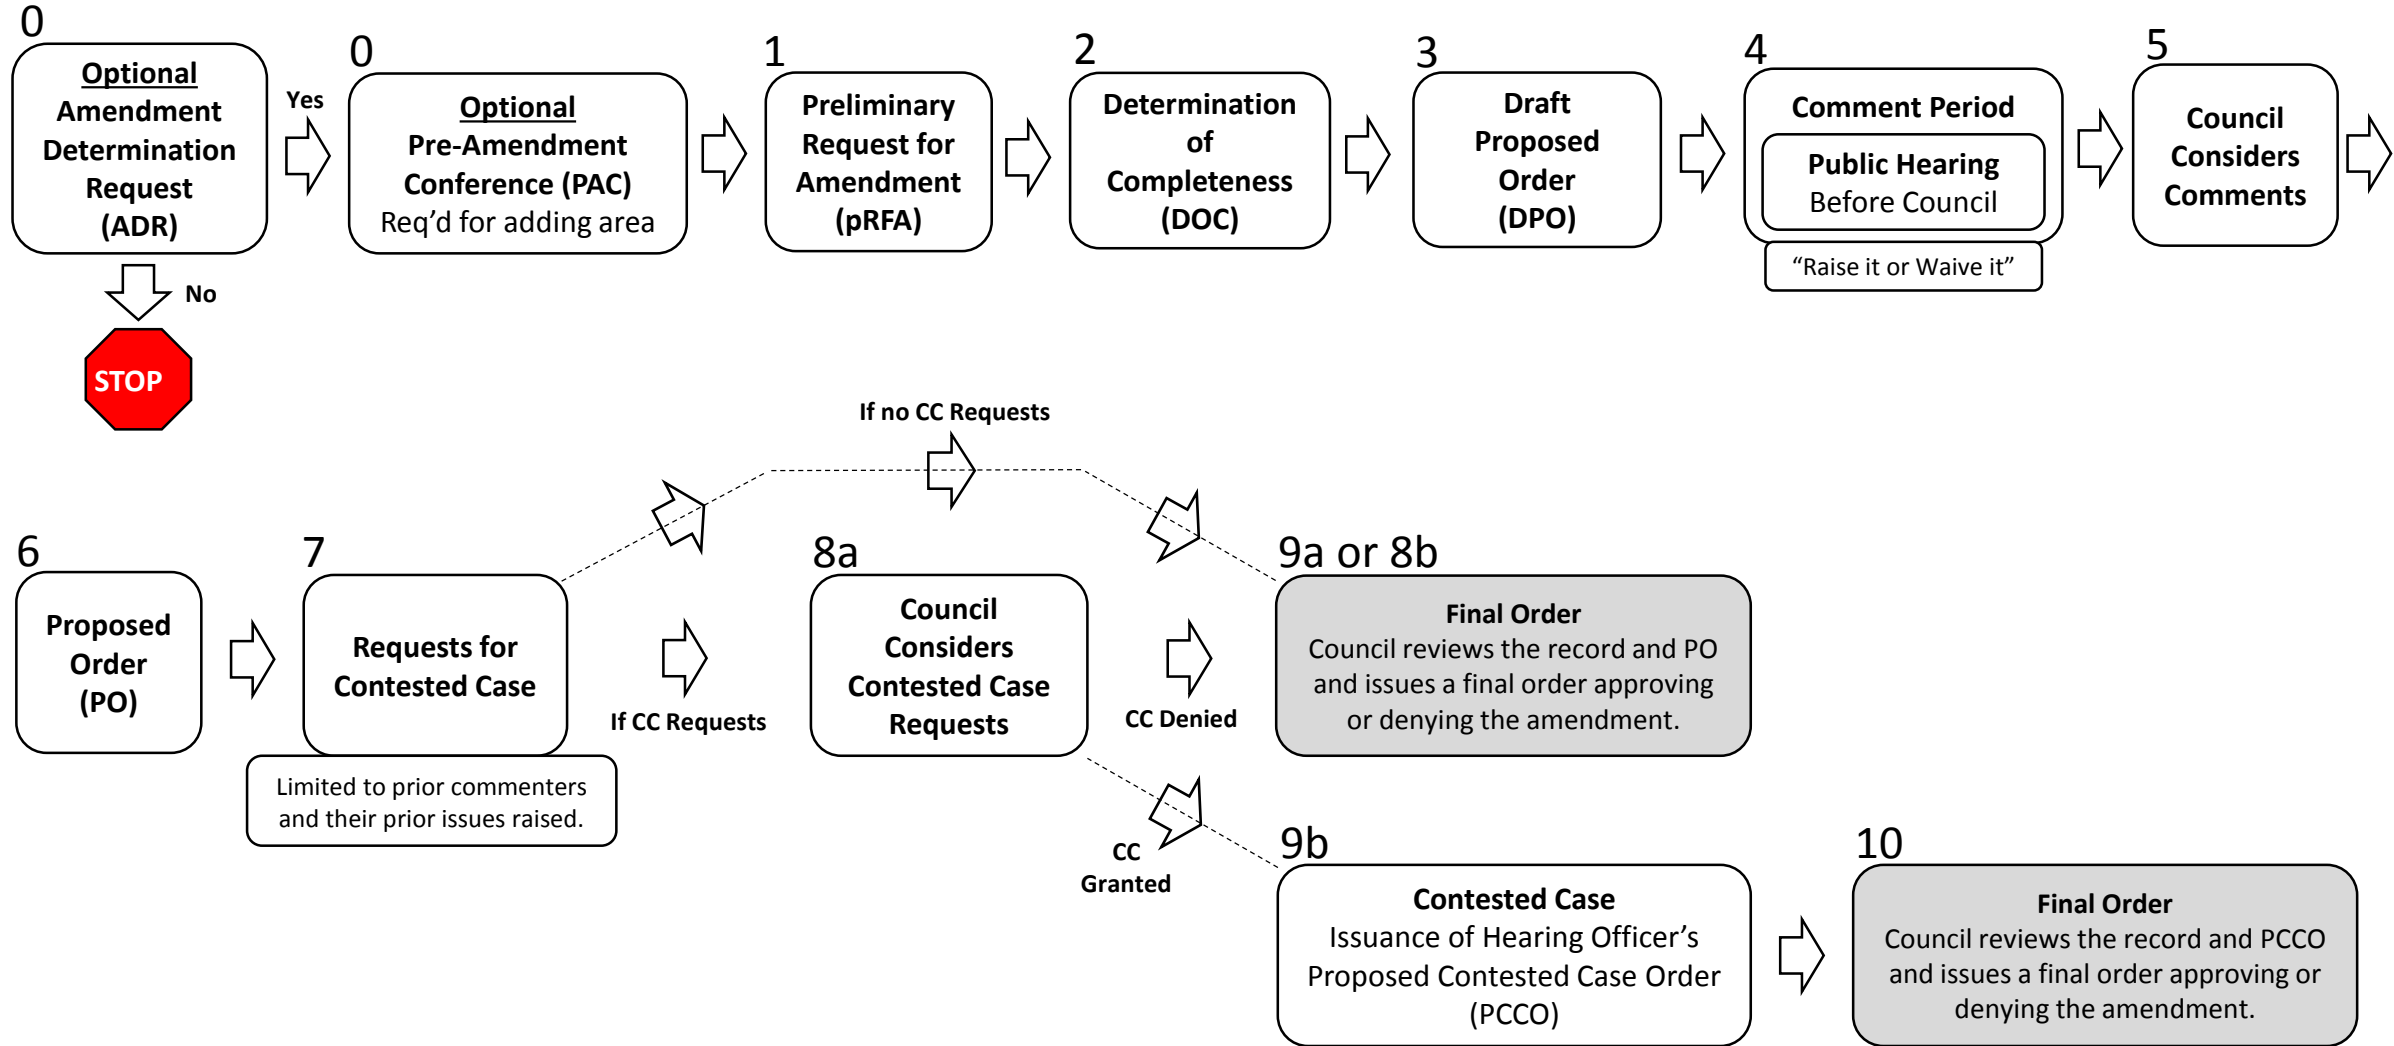 0
Optional
Amendment
Determination
Request
(ADR)
Yes
No
STOP
0
Optional
Pre-Amendment
Conference (PAC)
Req'd for adding area
1
Preliminary
Request for
Amendment
(pRFA)
2
Determination
of
Completeness
(DOC)
3
Draft
Proposed
Order
(DPO)
4
Comment Period
Public Hearing
Before Council
“Raise it or Waive it”
5
Council
Considers
Comments
If no CC Requests
6
Proposed
Order
(PO)
7
Requests for
Contested Case
Limited to prior commenters
and their prior issues raised.
If CC Requests
8a
Council
Considers
Contested Case
Requests
CC Denied
CC
Granted
9a or 8b
Final Order
Council reviews the record and PO
and issues a final order approving
or denying the amendment.
9b
Contested Case
Issuance of Hearing Officer’s
Proposed Contested Case Order
(PCCO)
10
Final Order
Council reviews the record and PCCO
and issues a final order approving or
denying the amendment.